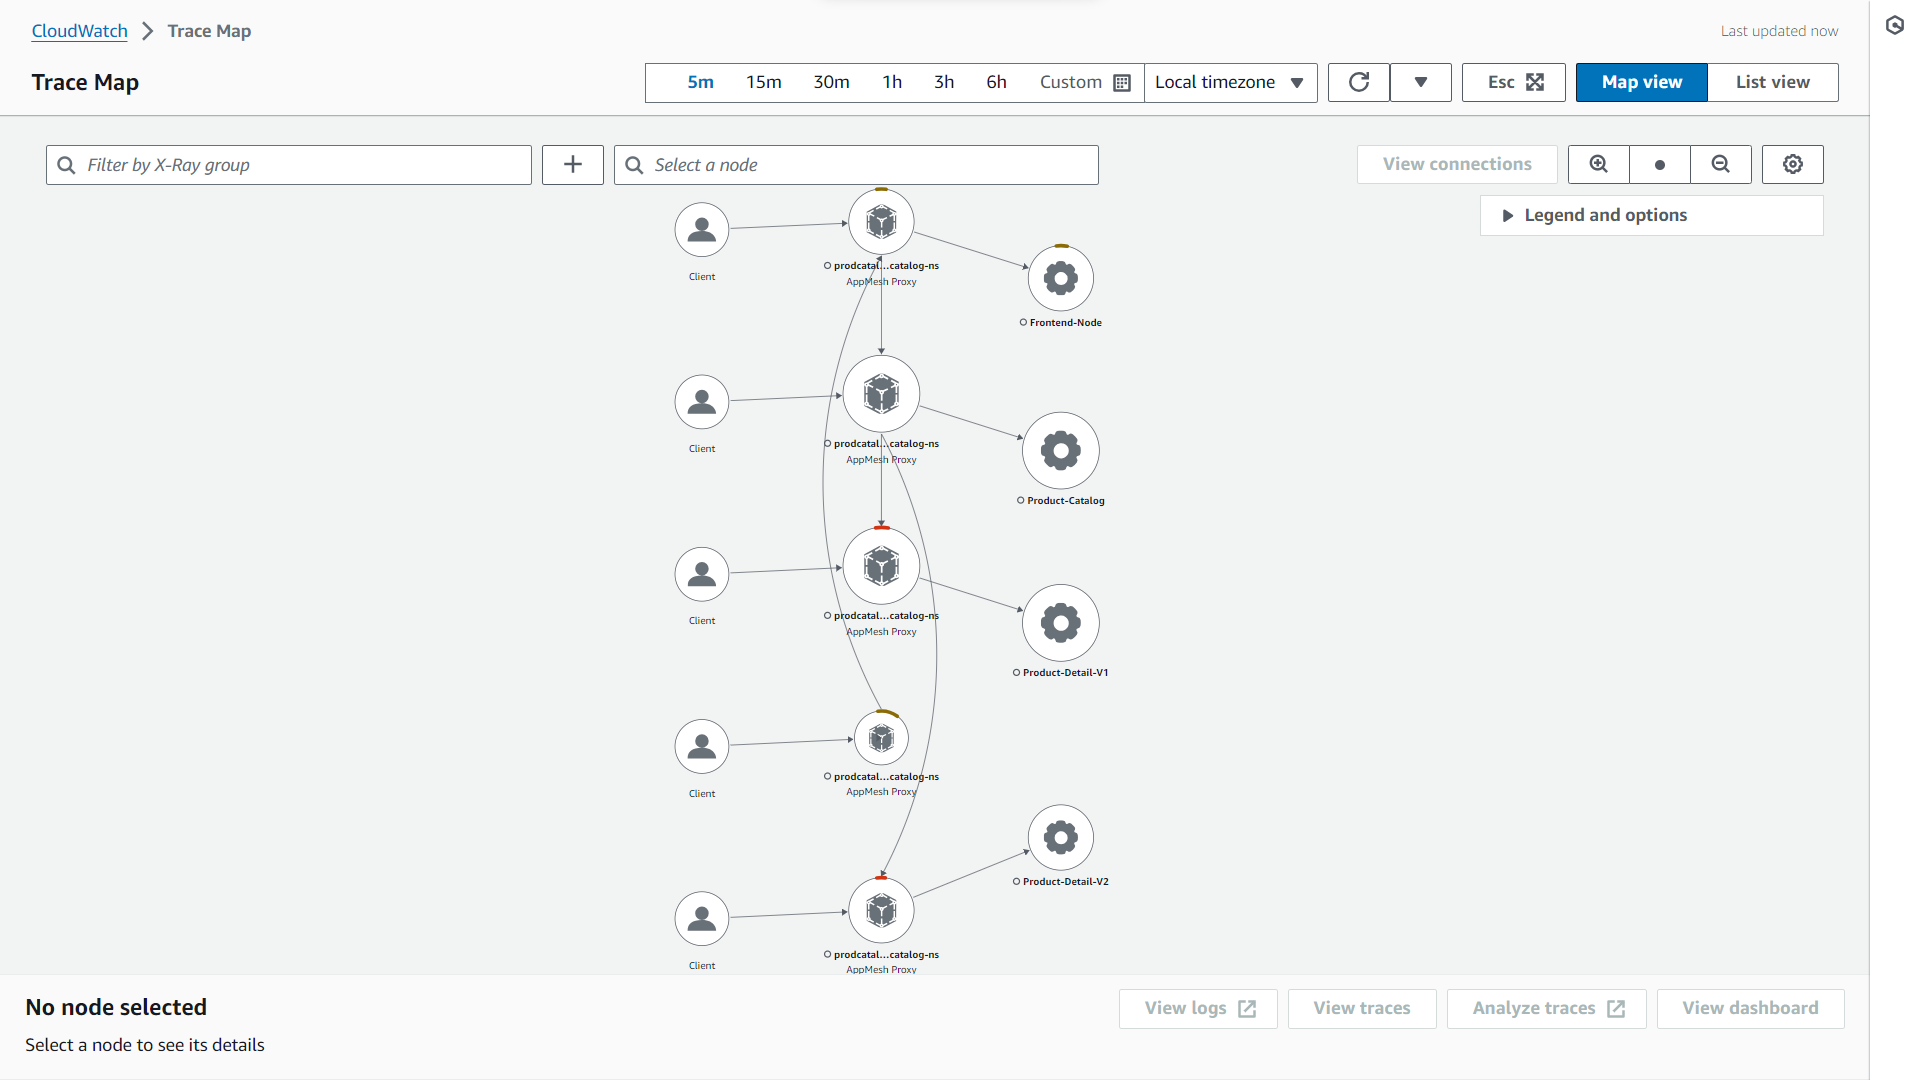 CloudWatch > Trace Map
Last updated now
Trace Map
5m 15m 30m 1h 3h 6h Custom Local timezone Esc Map view List view
Filter by X-Ray group
Select a node
View connections
Legend and options
Client
prodcatal...catalog-ns
AppMesh Proxy
Frontend-Node
Client
prodcatal...catalog-ns
AppMesh Proxy
Product-Catalog
Client
prodcatal...catalog-ns
AppMesh Proxy
Product-Detail-V1
Client
prodcatal...catalog-ns
AppMesh Proxy
Product-Detail-V2
Client
prodcatal...catalog-ns
AppMesh Proxy
No node selected
Select a node to see its details
View logs View traces Analyze traces View dashboard